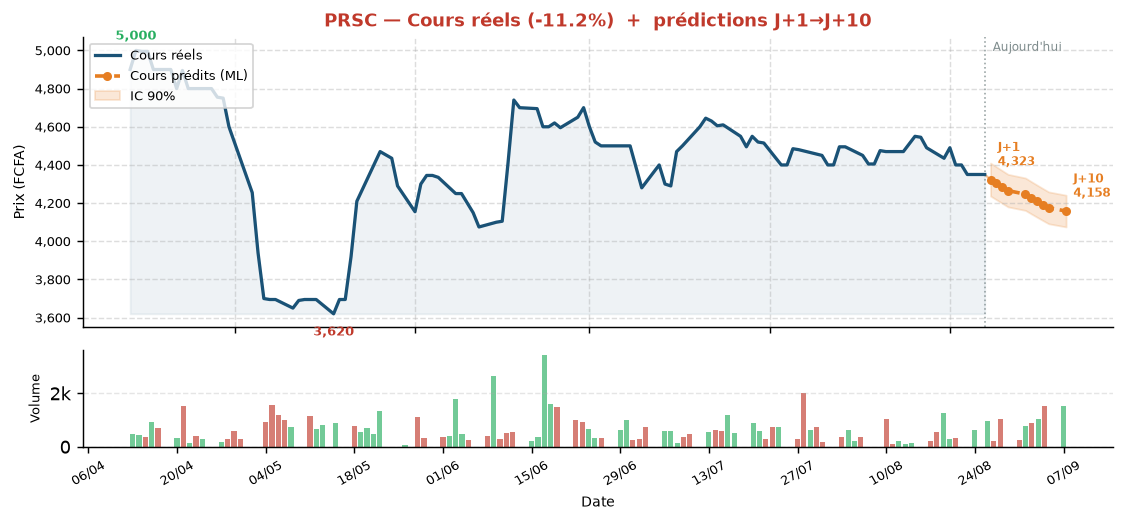 PRSC — Cours réels (-11.2%)  +  prédictions J+1→J+10
5,000
Cours réels
Cours prédits (ML)
IC 90%
Aujourd'hui
J+1
4,323
J+10
4,158
3,620
Prix (FCFA)
5,000
4,800
4,600
4,400
4,200
4,000
3,800
3,600
Volume
2k
0
06/04
20/04
04/05
18/05
01/06
15/06
29/06
13/07
27/07
10/08
24/08
07/09
Date